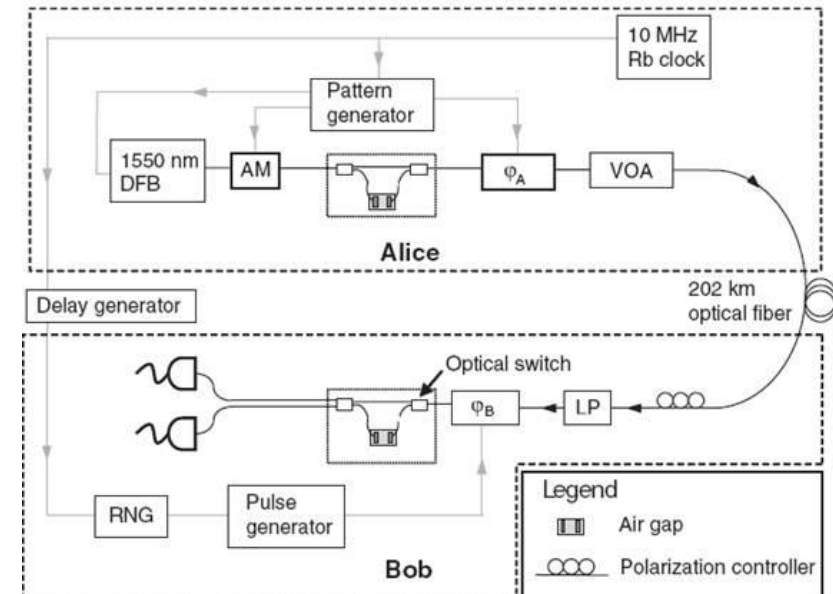 10 MHz
Rb clock
Pattern
generator
1550 nm
DFB
AM
φA
VOA
Alice
Delay generator
202 km
optical fiber
Optical switch
φB
LP
RNG
Pulse
generator
Bob
Legend
Air gap
Polarization controller